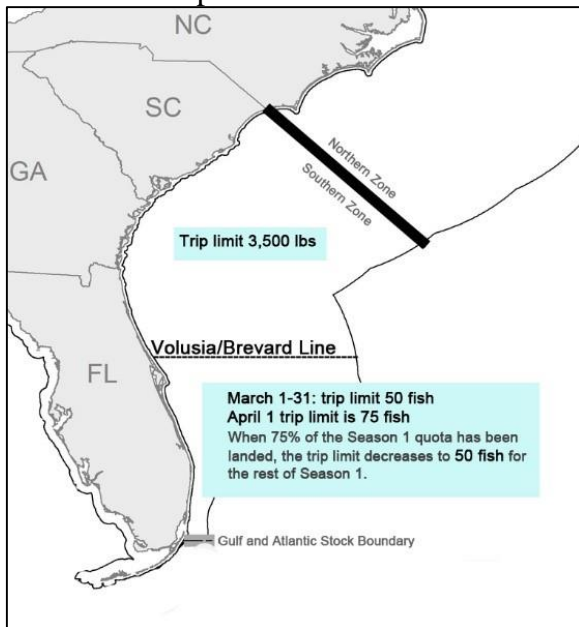 NC
SC
GA
Northern Zone
Southern Zone
Trip limit 3,500 lbs
Volusia/Brevard Line
FL
March 1-31: trip limit 50 fish
April 1 trip limit is 75 fish
When 75% of the Season 1 quota has been
landed, the trip limit decreases to 50 fish for
the rest of Season 1.
Gulf and Atlantic Stock Boundary